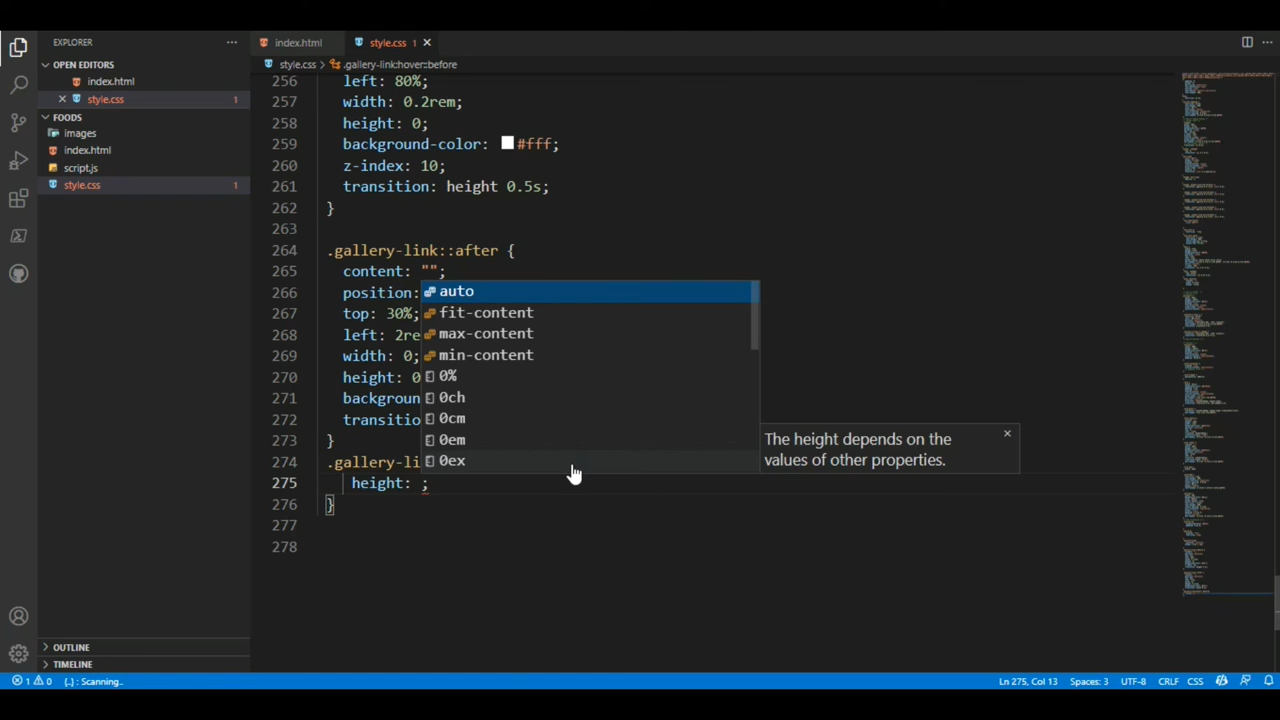 EXPLORER
index.html
style.css 1
OPEN EDITORS
index.html
style.css 1
FOODS
images
index.html
script.js
style.css 1
OUTLINE
TIMELINE
style.css > .gallery-link:hover::before
256 left: 80%;
257 width: 0.2rem;
258 height: 0;
259 background-color: #fff;
260 z-index: 10;
261 transition: height 0.5s;
262 }
263
264 .gallery-link::after {
265 content: "";
266 position:
267 top: 30%;
268 left: 2re
269 width: 0;
270 height: 0
271 backgroun
272 transitio
273 }
274 .gallery-li
275 height: ;
276 }
277
278
auto
fit-content
max-content
min-content
0%
0ch
0cm
0em
0ex
The height depends on the
values of other properties.
1 0 {..} : Scanning..
Ln 275, Col 13 Spaces: 3 UTF-8 CRLF CSS